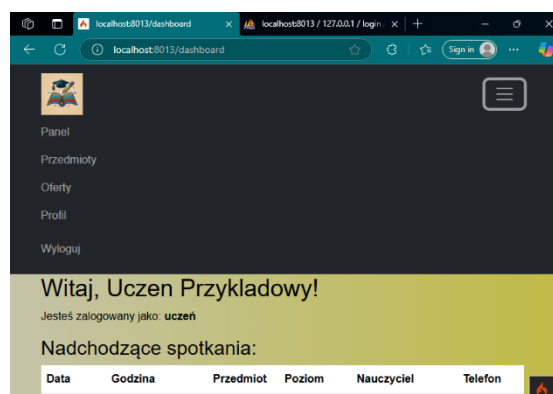 localhost:8013/dashboard
localhost:8013 / 127.0.0.1 / login
localhost:8013/dashboard
Sign in
Panel
Przedmioty
Oferty
Profil
Wyloguj
Witaj, Uczen Przykladowy!
Jesteś zalogowany jako: uczeń
Nadchodzące spotkania:
Data Godzina Przedmiot Poziom Nauczyciel Telefon